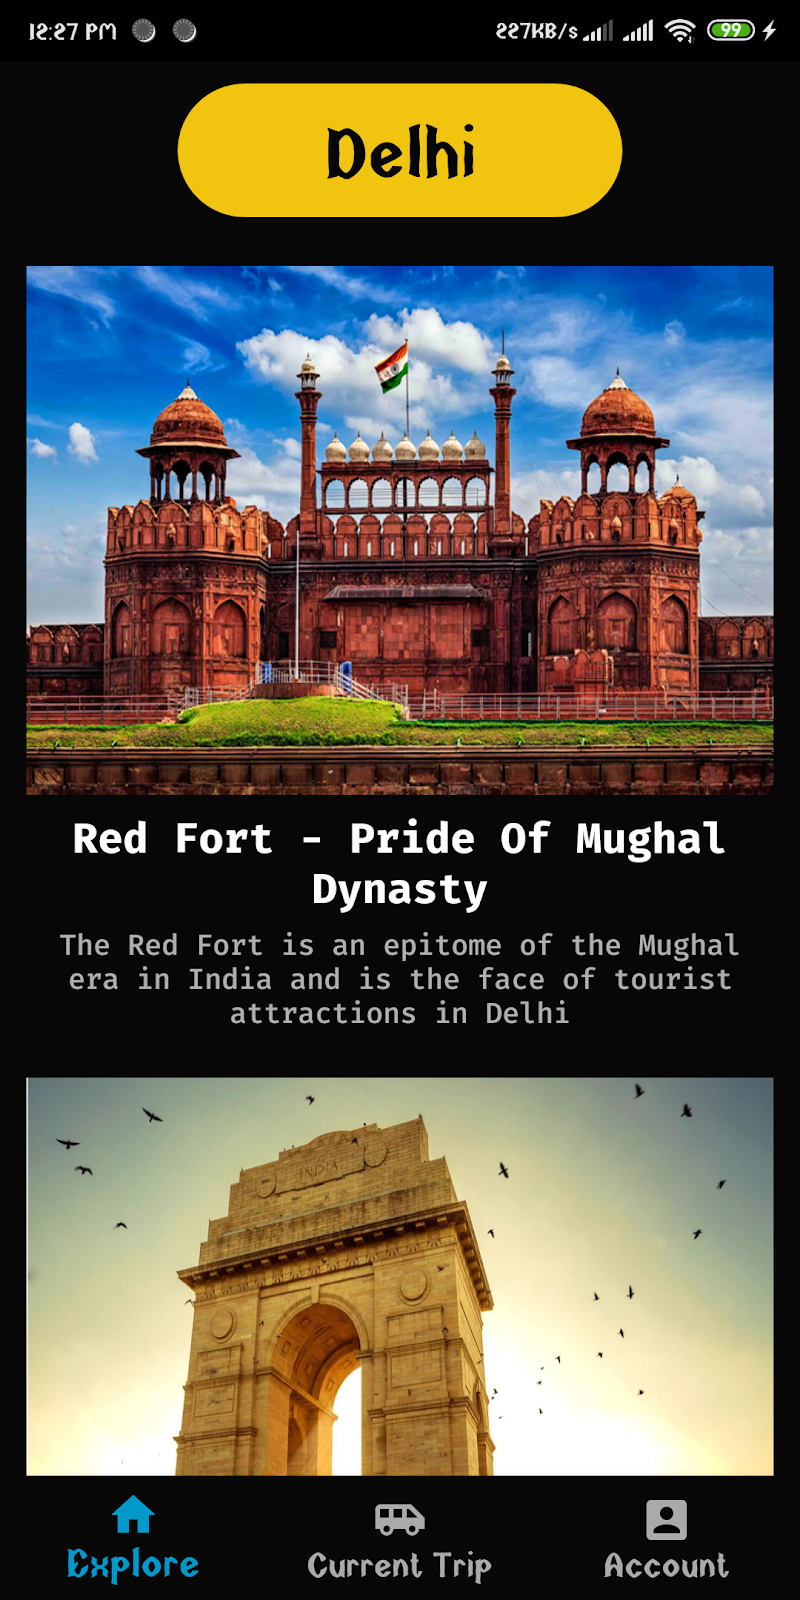 12:27 PM
227KB/s
99
Delhi
Red Fort - Pride Of Mughal
Dynasty
The Red Fort is an epitome of the Mughal
era in India and is the face of tourist
attractions in Delhi
INDIA
Explore
Current Trip
Account